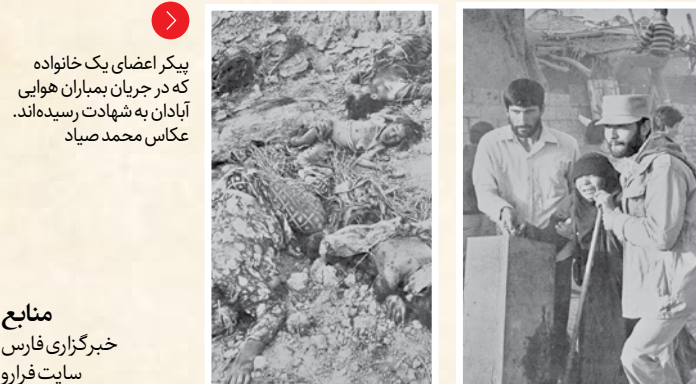 پیکر اعضای یک خانواده
که در جریان بمباران هوایی
آبادان به شهادت رسیده‌اند.
عکاس محمد صیاد
منابع
خبرگزاری فارس
سایت فرارو